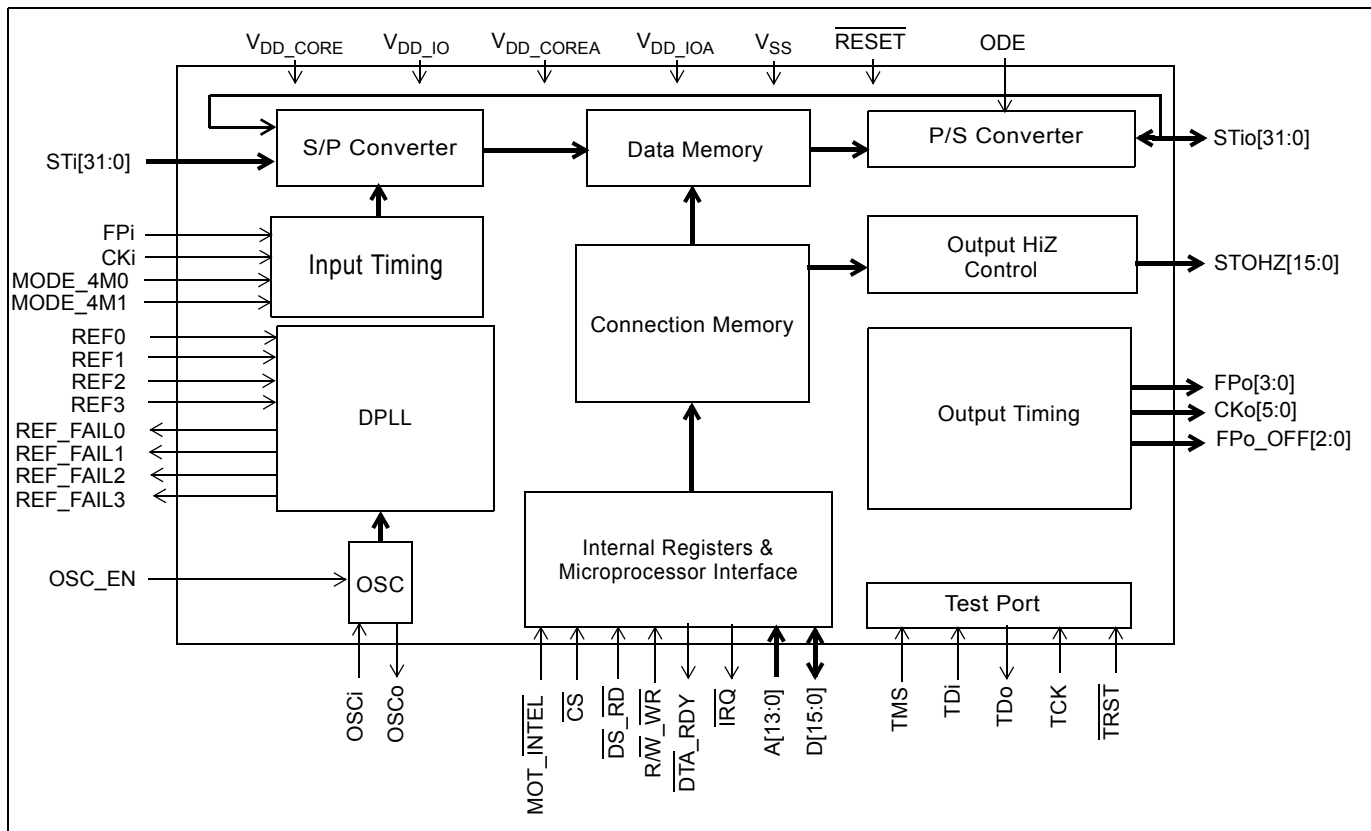 VDD_CORE VDD_IO VDD_COREA VDD_IOA VSS RESET ODE
STi[31:0]
S/P Converter
Data Memory
P/S Converter
STio[31:0]
FPi
CKi
MODE_4M0
MODE_4M1
Input Timing
Connection Memory
Output HiZ
Control
STOHZ[15:0]
REF0
REF1
REF2
REF3
REF_FAIL0
REF_FAIL1
REF_FAIL2
REF_FAIL3
DPLL
Output Timing
FPo[3:0]
CKo[5:0]
FPo_OFF[2:0]
OSC_EN
OSC
Internal Registers &
Microprocessor Interface
Test Port
OSCi
OSCo
MOT_INTEL
CS
DS_RD
R/W_WR
DTA_RDY
IRQ
A[13:0]
D[15:0]
TMS
TDi
TDo
TCK
TRST